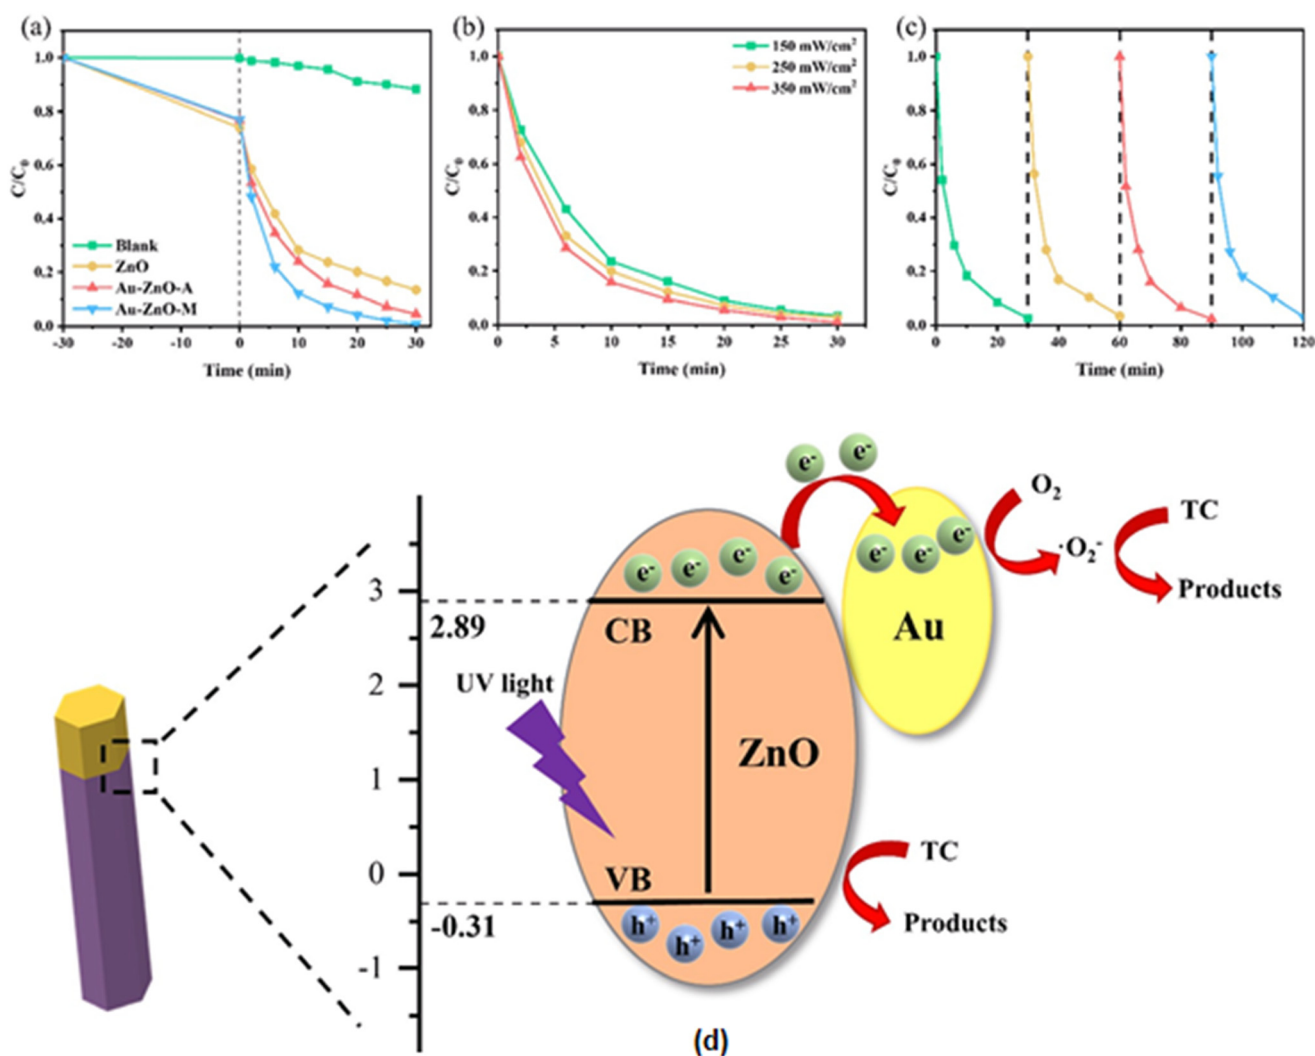 (a)
1.0
0.8
0.6
0.4
0.2
0.0
C/C₀
Blank
ZnO
Au-ZnO-A
Au-ZnO-M
-30 -20 -10 0 10 20 30
Time (min)
(b)
1.0
0.8
0.6
0.4
0.2
0.0
C/C₀
150 mW/cm²
250 mW/cm²
350 mW/cm²
0 5 10 15 20 25 30
Time (min)
(c)
1.0
0.8
0.6
0.4
0.2
0.0
C/C₀
0 20 40 60 80 100 120
Time (min)
e⁻ e⁻
O₂
TC
e⁻ e⁻ e⁻ e⁻
e⁻ e⁻ e⁻
·O₂⁻
Products
3
2.89
CB
Au
2
UV light
ZnO
1
0
VB
TC
-0.31
h⁺ h⁺ h⁺ h⁺
Products
-1
(d)